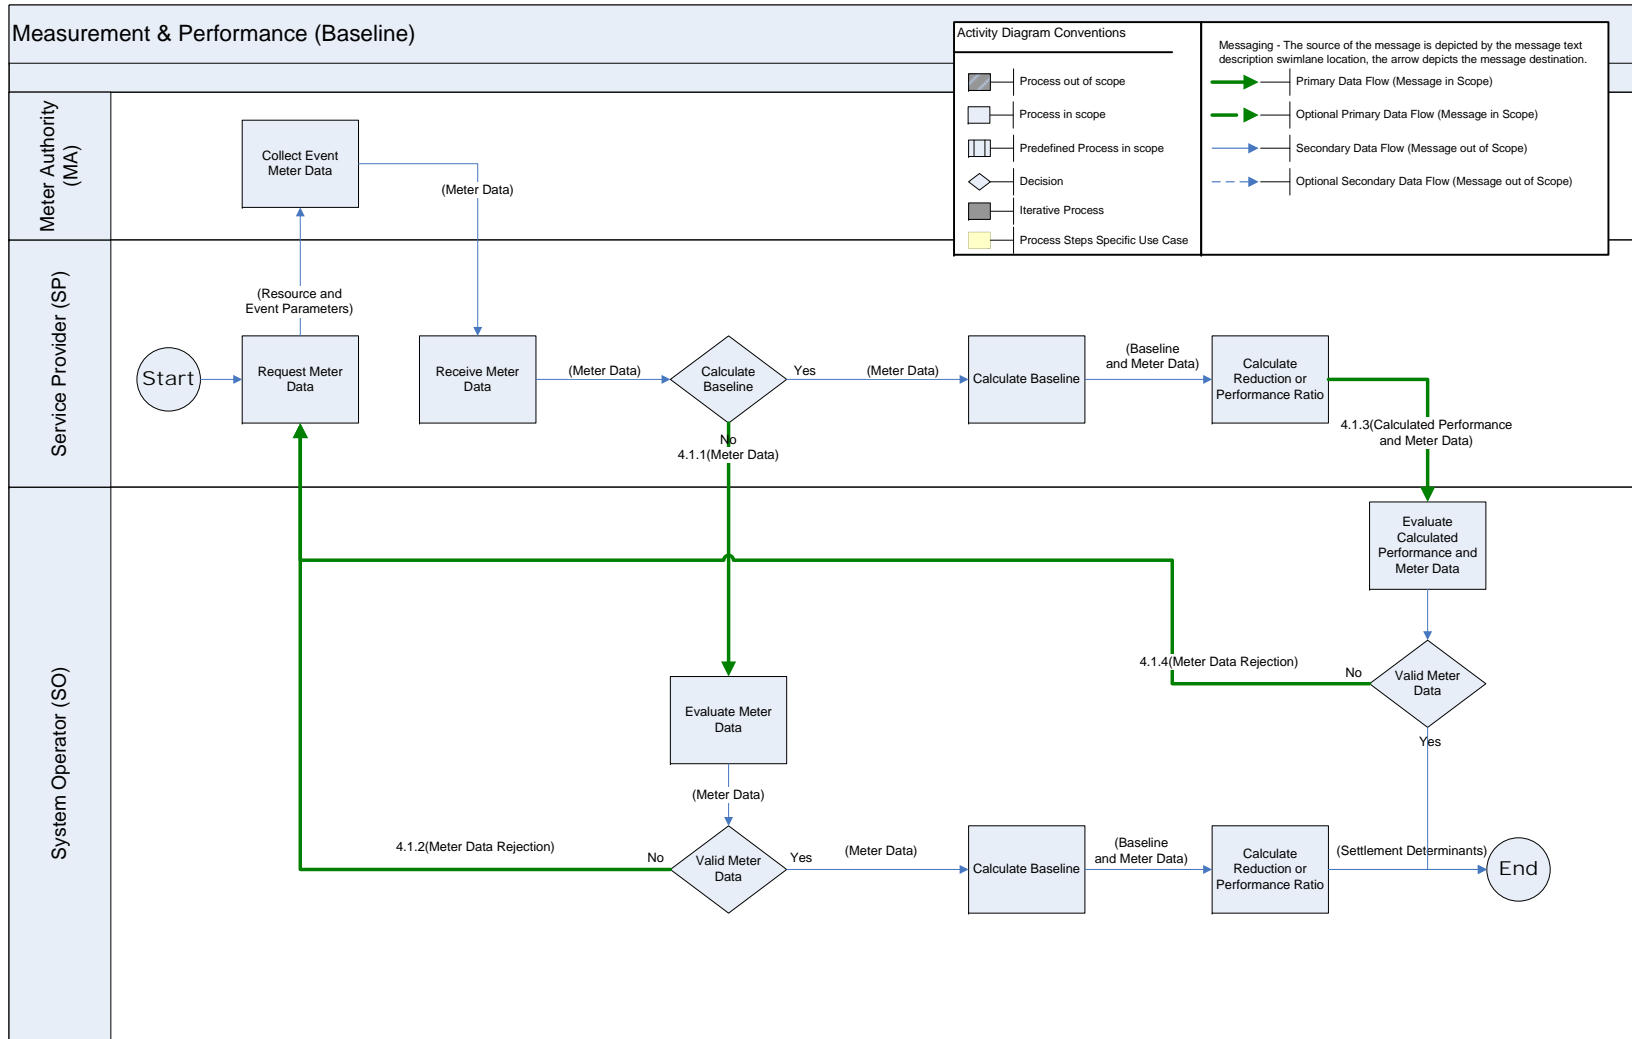 Measurement & Performance (Baseline)
Activity Diagram Conventions
Process out of scope
Process in scope
Predefined Process in scope
Decision
Iterative Process
Process Steps Specific Use Case
Messaging - The source of the message is depicted by the message text
description swimlane location, the arrow depicts the message destination.
Primary Data Flow (Message in Scope)
Optional Primary Data Flow (Message in Scope)
Secondary Data Flow (Message out of Scope)
Optional Secondary Data Flow (Message out of Scope)
Meter Authority
(MA)
Collect Event
Meter Data
(Meter Data)
Service Provider (SP)
(Resource and
Event Parameters)
Start
Request Meter
Data
Receive Meter
Data
(Meter Data)
Calculate
Baseline
Yes
(Meter Data)
Calculate Baseline
(Baseline
and Meter Data)
Calculate
Reduction or
Performance Ratio
No
4.1.1(Meter Data)
4.1.3(Calculated Performance
and Meter Data)
System Operator (SO)
Evaluate
Calculated
Performance and
Meter Data
4.1.4(Meter Data Rejection)
No
Valid Meter
Data
Yes
Evaluate Meter
Data
(Meter Data)
4.1.2(Meter Data Rejection)
No
Valid Meter
Data
Yes
(Meter Data)
Calculate Baseline
(Baseline
and Meter Data)
Calculate
Reduction or
Performance Ratio
(Settlement Determinants)
End